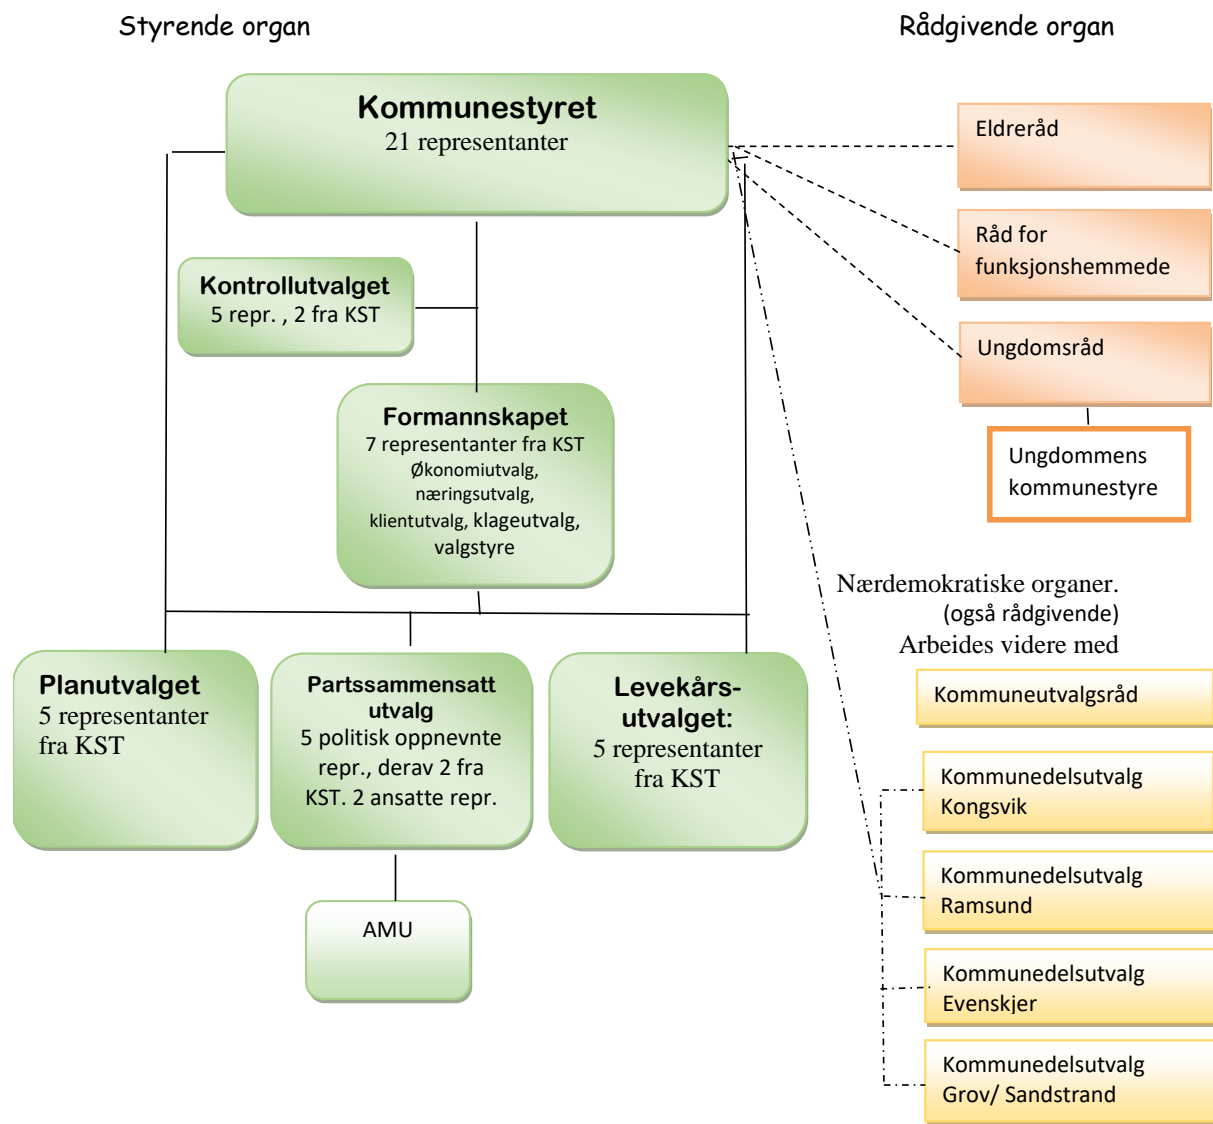 Styrende organ
Rådgivende organ
Kommunestyret
21 representanter
Eldreråd
Råd for
funksjonshemmede
Kontrollutvalget
5 repr. , 2 fra KST
Ungdomsråd
Formannskapet
7 representanter fra KST
Økonomiutvalg,
næringsutvalg,
klientutvalg, klageutvalg,
valgstyre
Ungdommens
kommunestyre
Nærdemokratiske organer.
(også rådgivende)
Arbeides videre med
Planutvalget
5 representanter
fra KST
Partssammensatt
utvalg
5 politisk oppnevnte
repr., derav 2 fra
KST. 2 ansatte repr.
Levekårs-
utvalget:
5 representanter
fra KST
AMU
Kommuneutvalgsråd
Kommunedelsutvalg
Kongsvik
Kommunedelsutvalg
Ramsund
Kommunedelsutvalg
Evenskjer
Kommunedelsutvalg
Grov/ Sandstrand